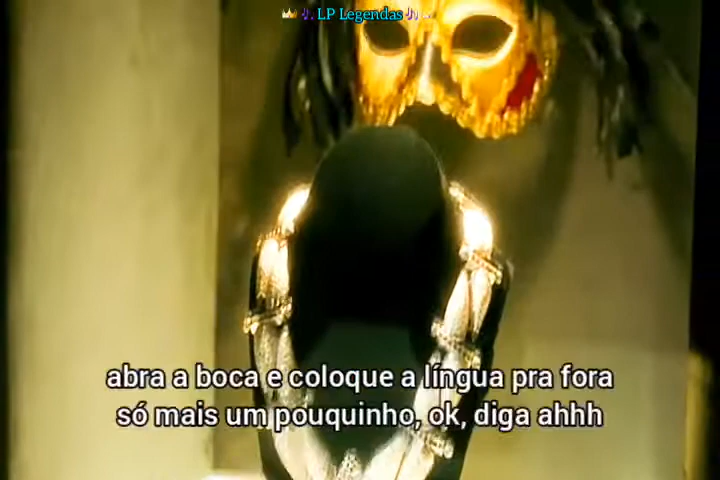 👑🎶 LP Legendas 🎶👑
abra a boca e coloque a língua pra fora
só mais um pouquinho, ok, diga ahhh